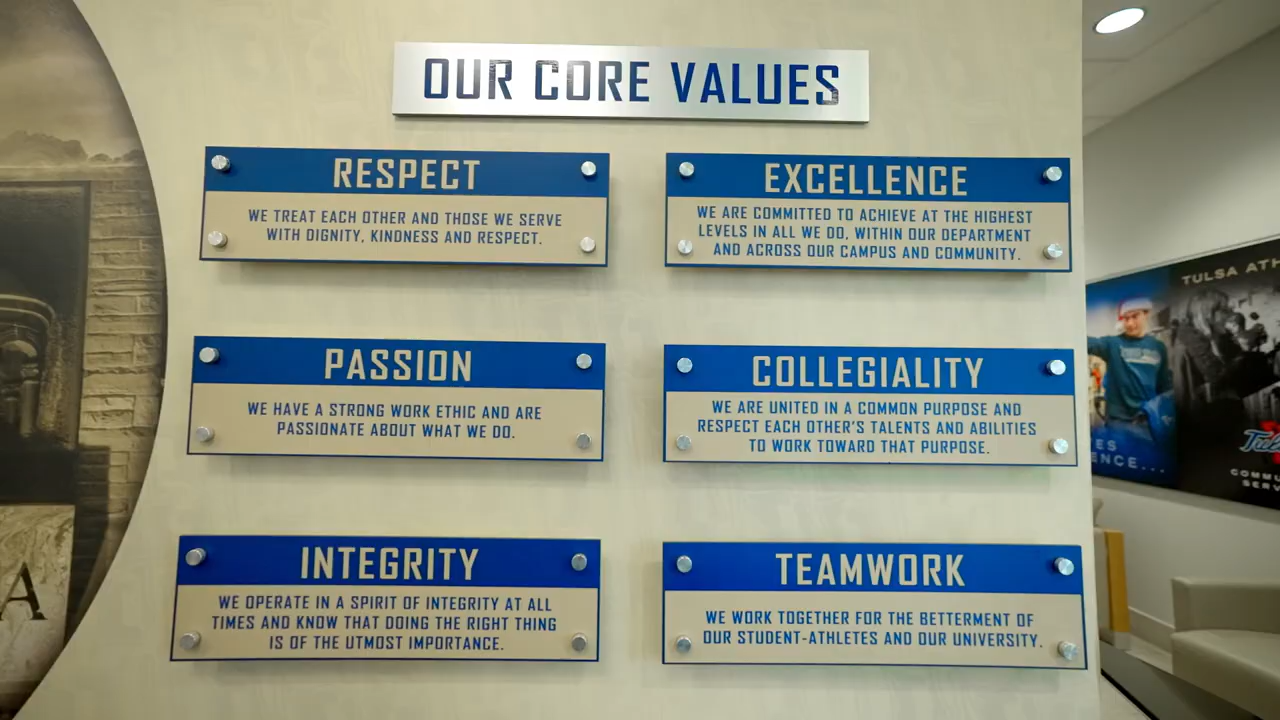 OUR CORE VALUES
RESPECT
WE TREAT EACH OTHER AND THOSE WE SERVE
WITH DIGNITY, KINDNESS AND RESPECT.
EXCELLENCE
WE ARE COMMITTED TO ACHIEVE AT THE HIGHEST
LEVELS IN ALL WE DO, WITHIN OUR DEPARTMENT
AND ACROSS OUR CAMPUS AND COMMUNITY.
PASSION
WE HAVE A STRONG WORK ETHIC AND ARE
PASSIONATE ABOUT WHAT WE DO.
COLLEGIALITY
WE ARE UNITED IN A COMMON PURPOSE AND
RESPECT EACH OTHER'S TALENTS AND ABILITIES
TO WORK TOWARD THAT PURPOSE.
INTEGRITY
WE OPERATE IN A SPIRIT OF INTEGRITY AT ALL
TIMES AND KNOW THAT DOING THE RIGHT THING
IS OF THE UTMOST IMPORTANCE.
TEAMWORK
WE WORK TOGETHER FOR THE BETTERMENT OF
OUR STUDENT-ATHLETES AND OUR UNIVERSITY.
A
TULSA